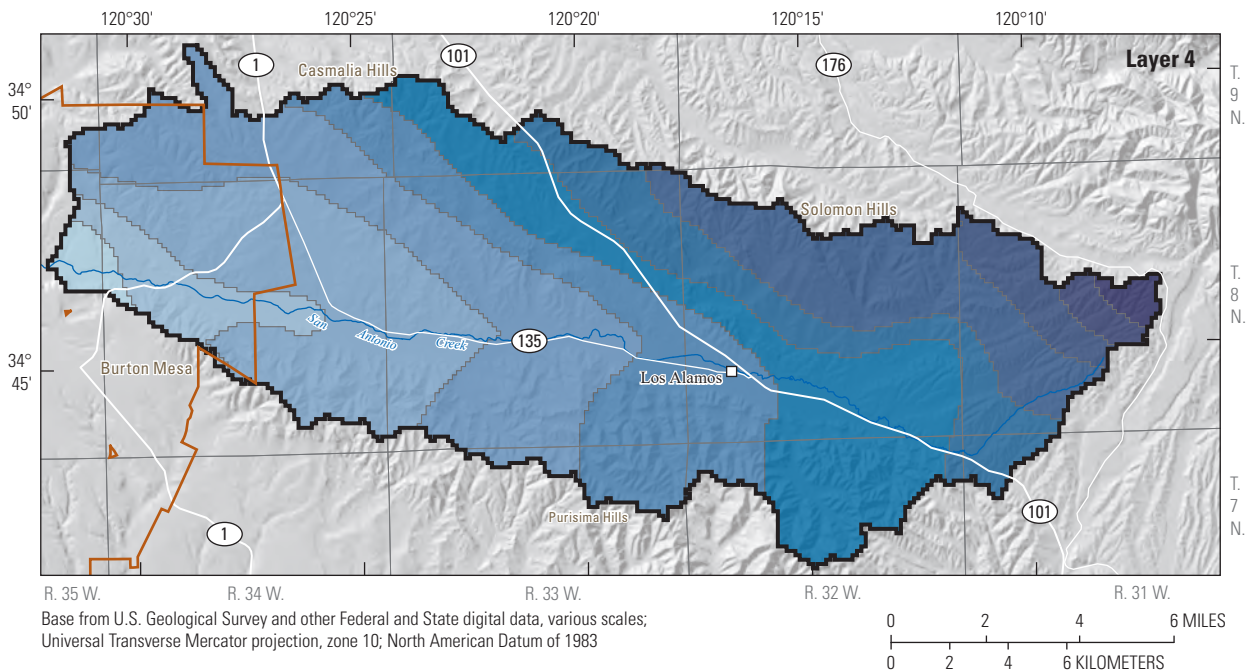 120°30'
120°25'
120°20'
120°15'
120°10'
Layer 4
1
Casmalia Hills
101
176
34°
50'
T.
9
N.
Solomon Hills
T.
8
N.
San
Antonio
Creek
135
34°
45'
Burton Mesa
Los Alamos
T.
7
N.
Purisima Hills
1
101
R. 35 W.
R. 34 W.
R. 33 W.
R. 32 W.
R. 31 W.
Base from U.S. Geological Survey and other Federal and State digital data, various scales;
Universal Transverse Mercator projection, zone 10; North American Datum of 1983
0 2 4 6 MILES
0 2 4 6 KILOMETERS